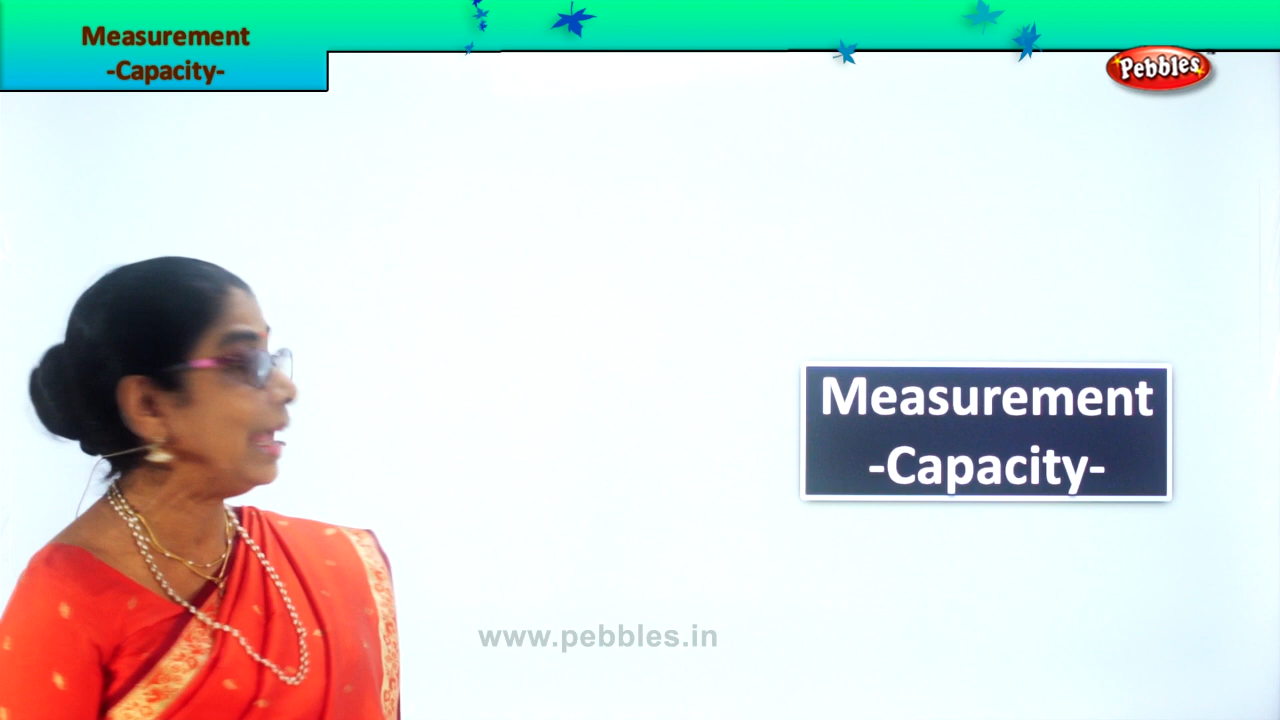 Measurement
-Capacity-
Pebbles
Measurement
-Capacity-
www.pebbles.in